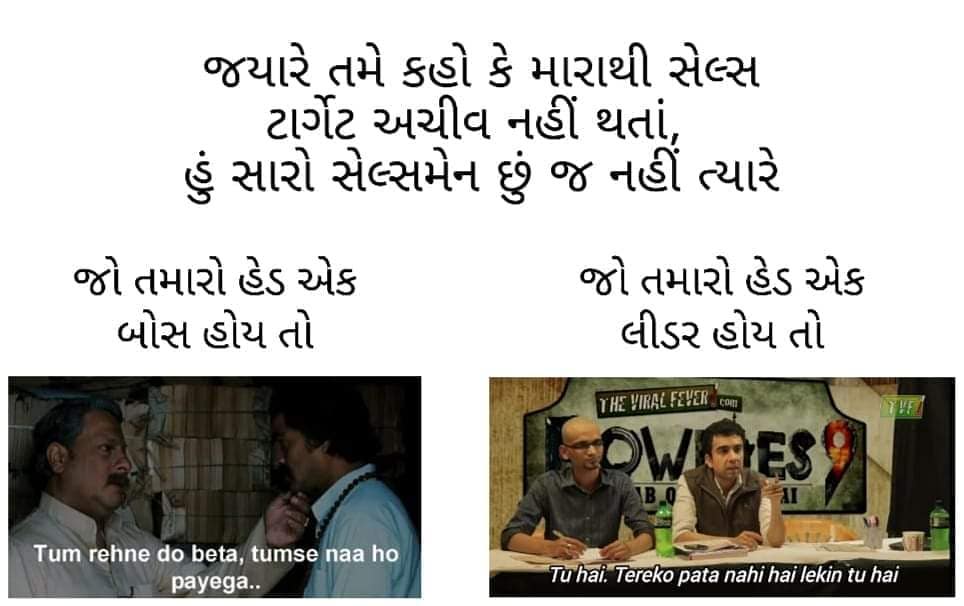 જયારે તમે કહો કે મારાથી સેલ્સ
ટાર્ગેટ અચીવ નહીં થતાં,
હું સારો સેલ્સમેન છું જ નહીં ત્યારે
જો તમારો હેડ એક
બોસ હોય તો
જો તમારો હેડ એક
લીડર હોય તો
Tum rehne do beta, tumse naa ho
payega..
THE VIRAL FEVER.com
TVF
Tu hai. Tereko pata nahi hai lekin tu hai